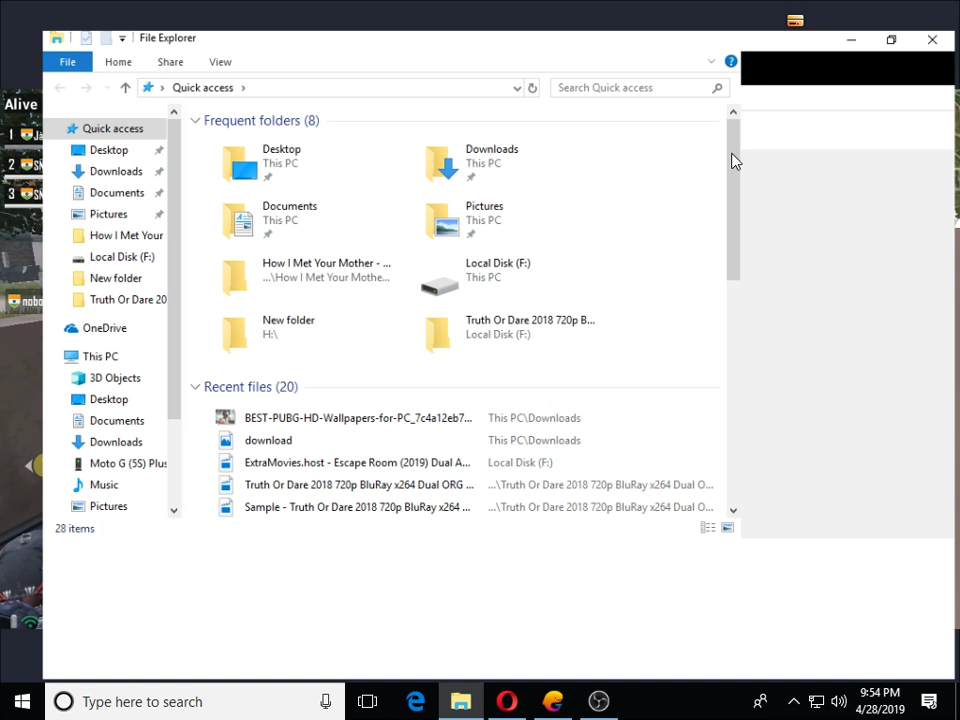 File Explorer
File Home Share View
Quick access
Search Quick access
Alive
1
2
3
Quick access
Desktop
Downloads
Documents
Pictures
How I Met Your
Local Disk (F:)
New folder
Truth Or Dare 20
OneDrive
This PC
3D Objects
Desktop
Documents
Downloads
Moto G (5S) Plus
Music
Pictures
Frequent folders (8)
Desktop
This PC
Downloads
This PC
Documents
This PC
Pictures
This PC
How I Met Your Mother - ...
...\How I Met Your Mothe...
Local Disk (F:)
This PC
New folder
H:\
Truth Or Dare 2018 720p B...
Local Disk (F:)
Recent files (20)
BEST-PUBG-HD-Wallpapers-for-PC_7c4a12eb7... This PC\Downloads
download This PC\Downloads
ExtraMovies.host - Escape Room (2019) Dual A... Local Disk (F:)
Truth Or Dare 2018 720p BluRay x264 Dual ORG ... ...\Truth Or Dare 2018 720p BluRay x264 Dual O...
Sample - Truth Or Dare 2018 720p BluRay x264 ... ...\Truth Or Dare 2018 720p BluRay x264 Dual O...
28 items
Type here to search
9:54 PM
4/28/2019